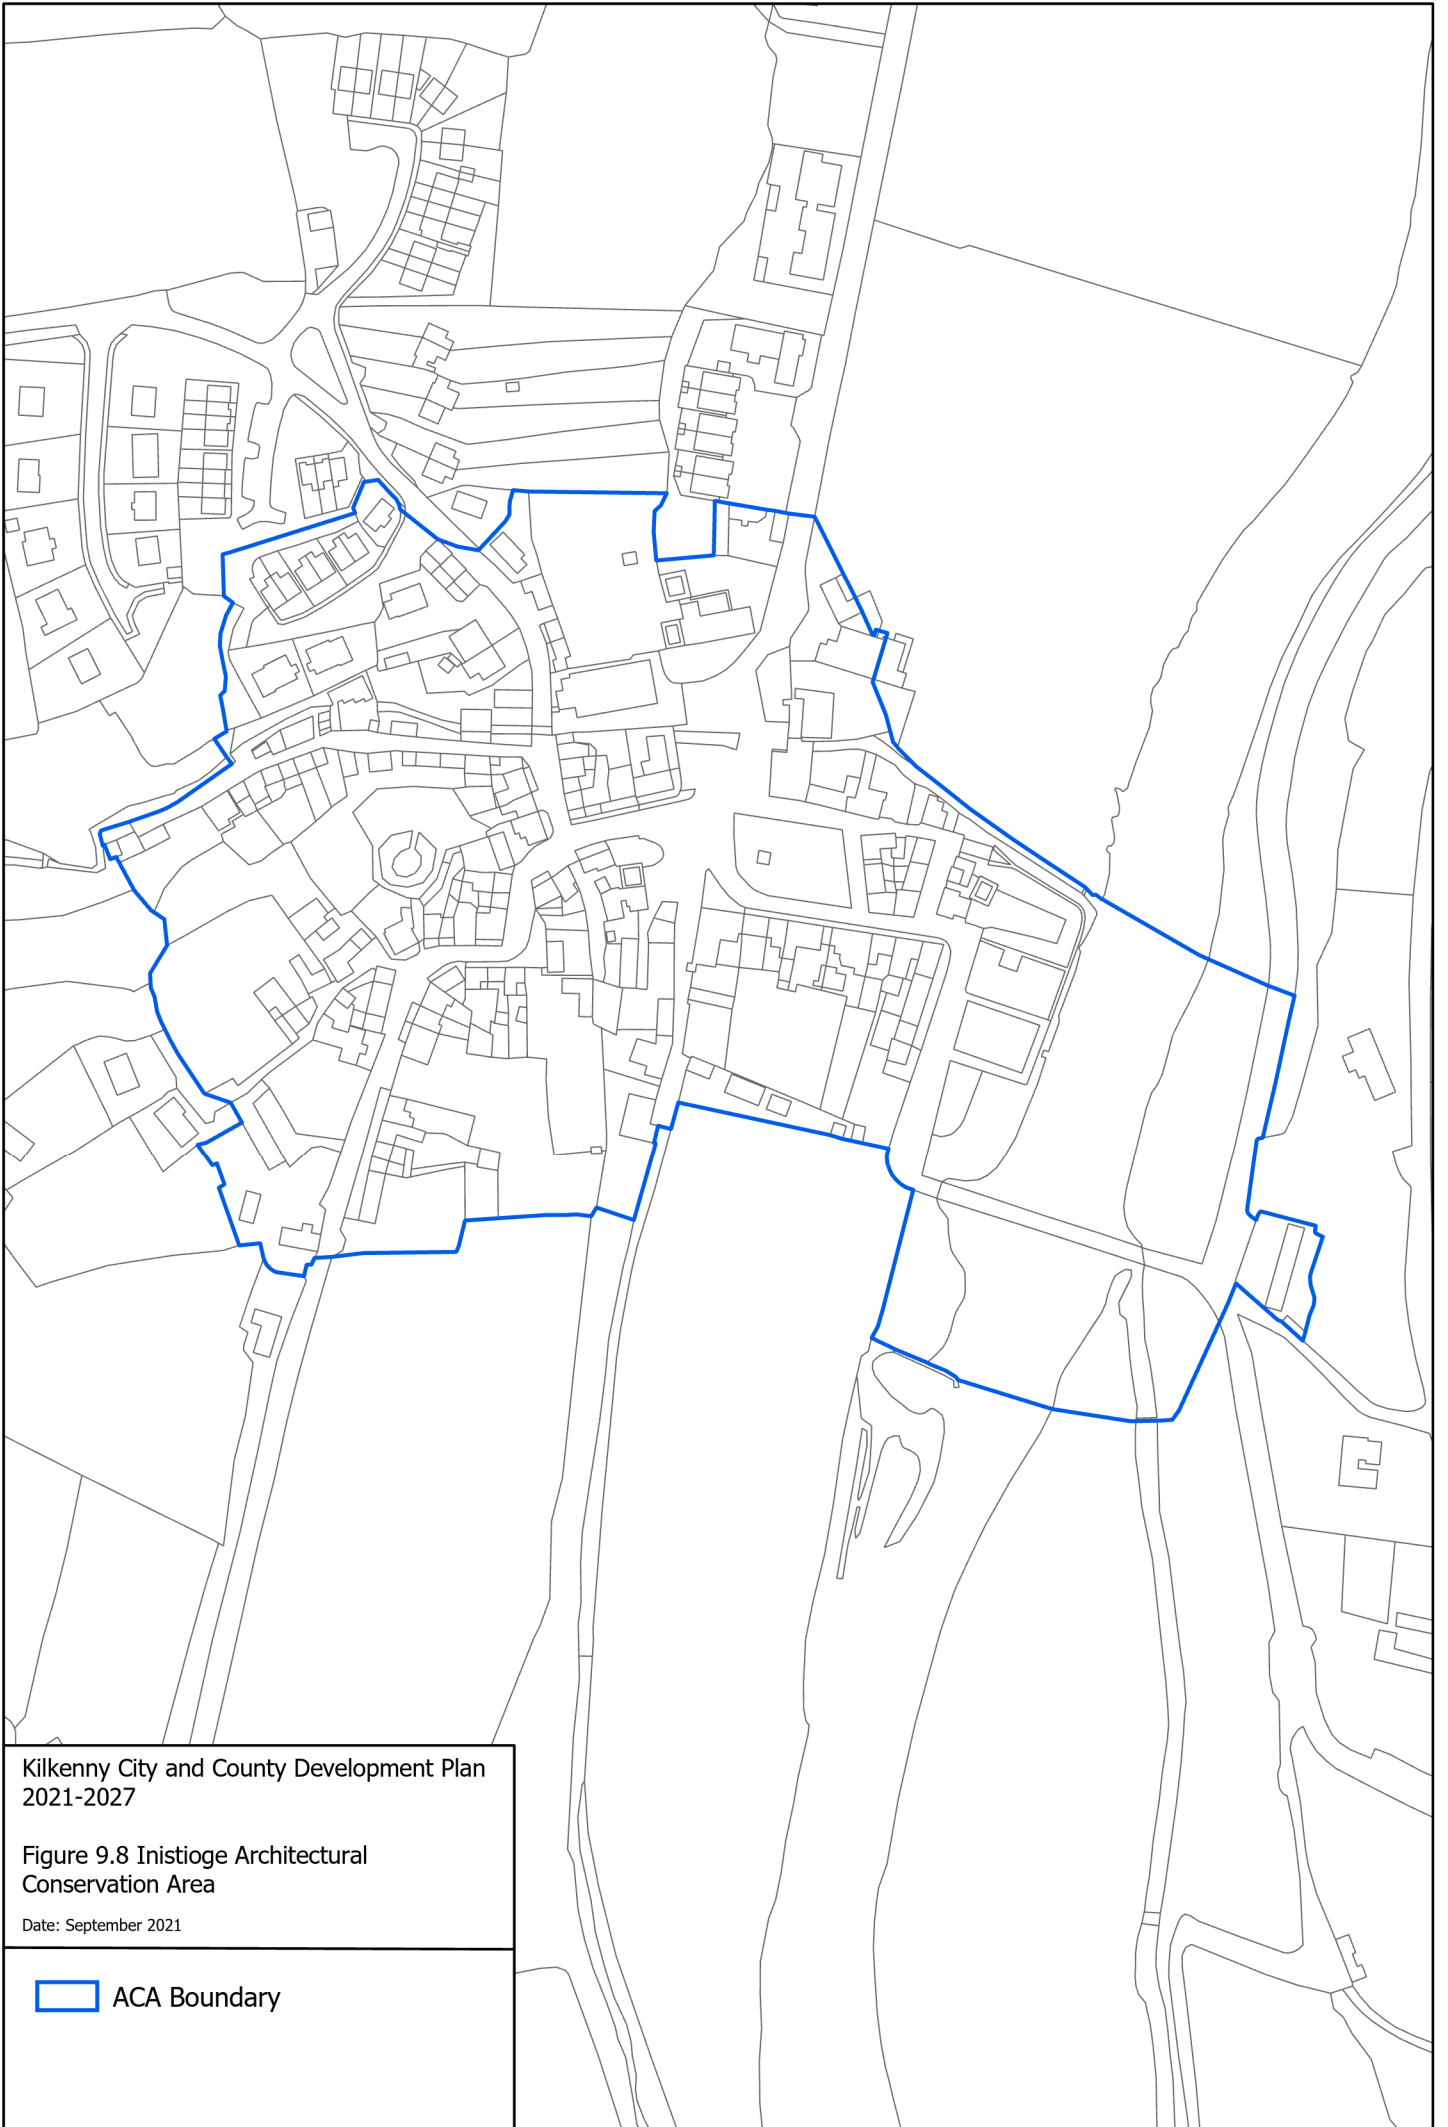 Kilkenny City and County Development Plan
2021-2027
Figure 9.8 Inistioge Architectural
Conservation Area
Date: September 2021
ACA Boundary